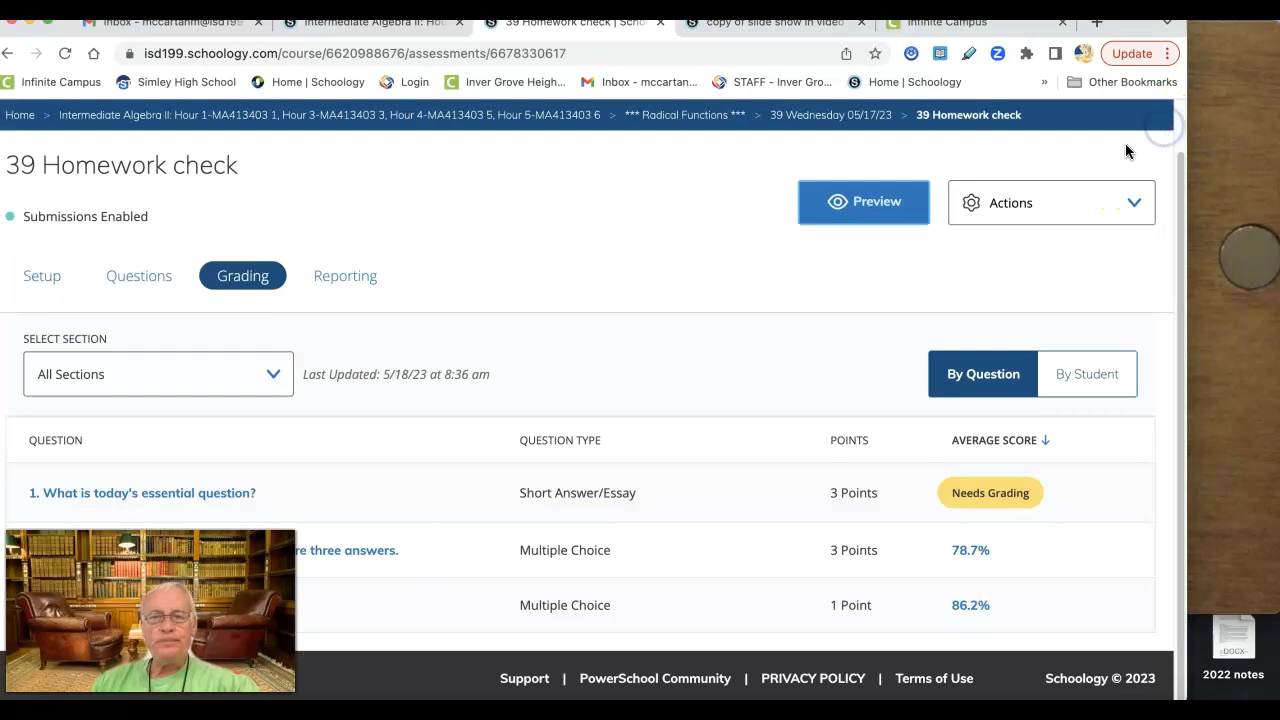 Inbox - mccartanm@isd199
Intermediate Algebra II: Hou
39 Homework check | Schoo
copy of slide show in video
Infinite Campus
isd199.schoology.com/course/6620988676/assessments/6678330617
Update
Infinite Campus
Simley High School
Home | Schoology
Login
Inver Grove Heigh...
Inbox - mccartan...
STAFF - Inver Gro...
Home | Schoology
»
Other Bookmarks
Home > Intermediate Algebra II: Hour 1-MA413403 1, Hour 3-MA413403 3, Hour 4-MA413403 5, Hour 5-MA413403 6 > *** Radical Functions *** > 39 Wednesday 05/17/23 > 39 Homework check
39 Homework check
Preview
Actions
Submissions Enabled
Setup
Questions
Grading
Reporting
SELECT SECTION
All Sections
Last Updated: 5/18/23 at 8:36 am
By Question
By Student
QUESTION QUESTION TYPE POINTS AVERAGE SCORE
1. What is today's essential question? Short Answer/Essay 3 Points Needs Grading
re three answers. Multiple Choice 3 Points 78.7%
Multiple Choice 1 Point 86.2%
Support | PowerSchool Community | PRIVACY POLICY | Terms of Use Schoology © 2023
DOCX
2022 notes